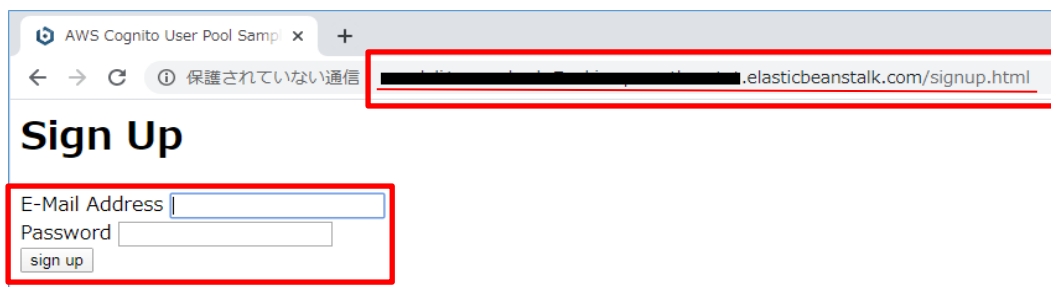 AWS Cognito User Pool Sampl
保護されていない通信 .elasticbeanstalk.com/signup.html
Sign Up
E-Mail Address
Password
sign up